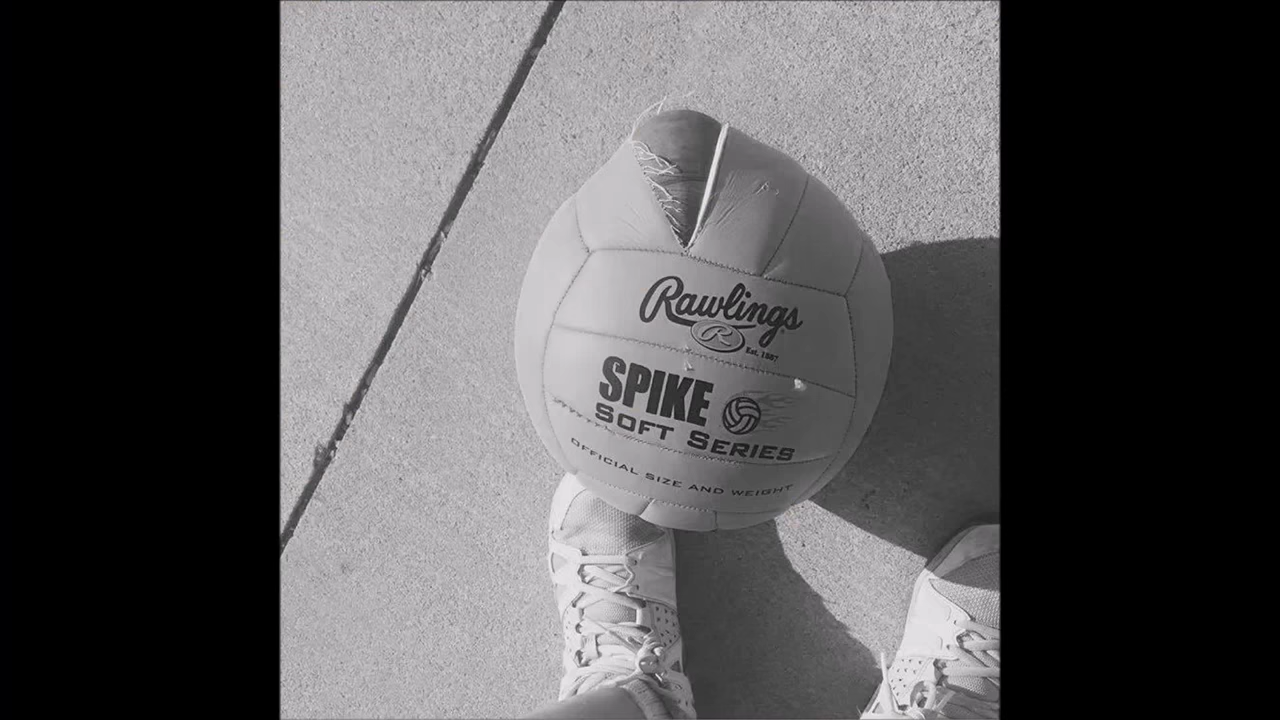 Rawlings
R
Est. 1887
SPIKE
SOFT SERIES
OFFICIAL SIZE AND WEIGHT